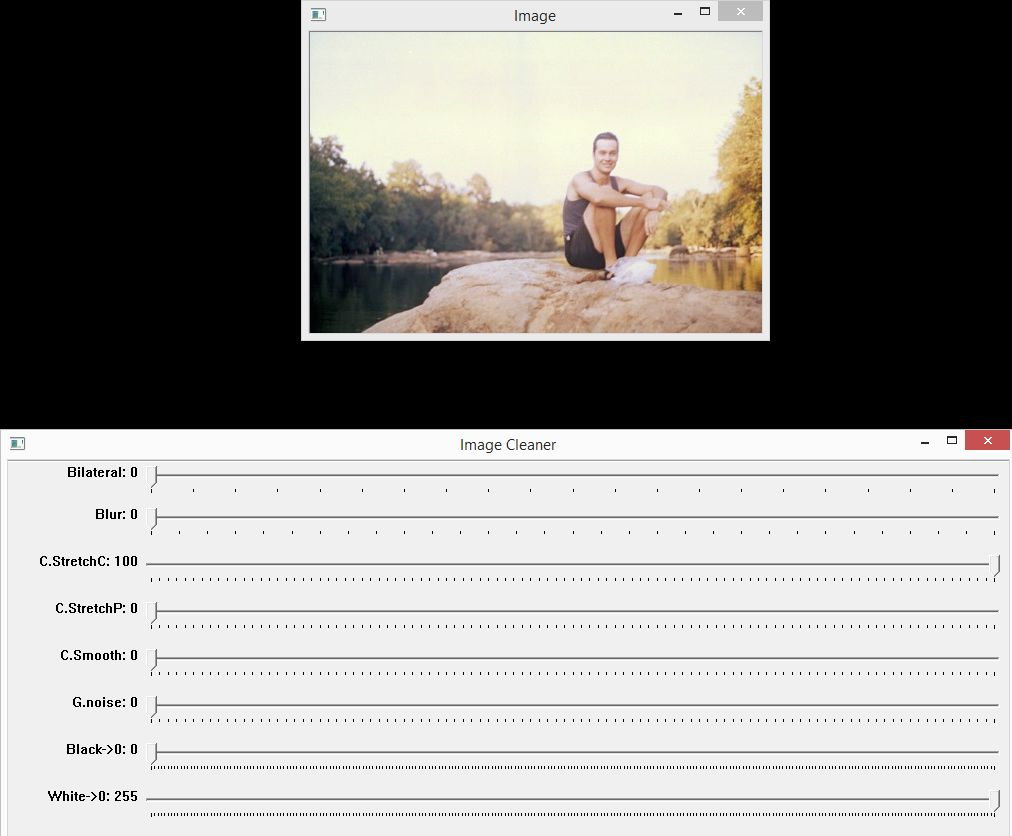 Image
Image Cleaner
Bilateral: 0
Blur: 0
C.StretchC: 100
C.StretchP: 0
C.Smooth: 0
G.noise: 0
Black->0: 0
White->0: 255